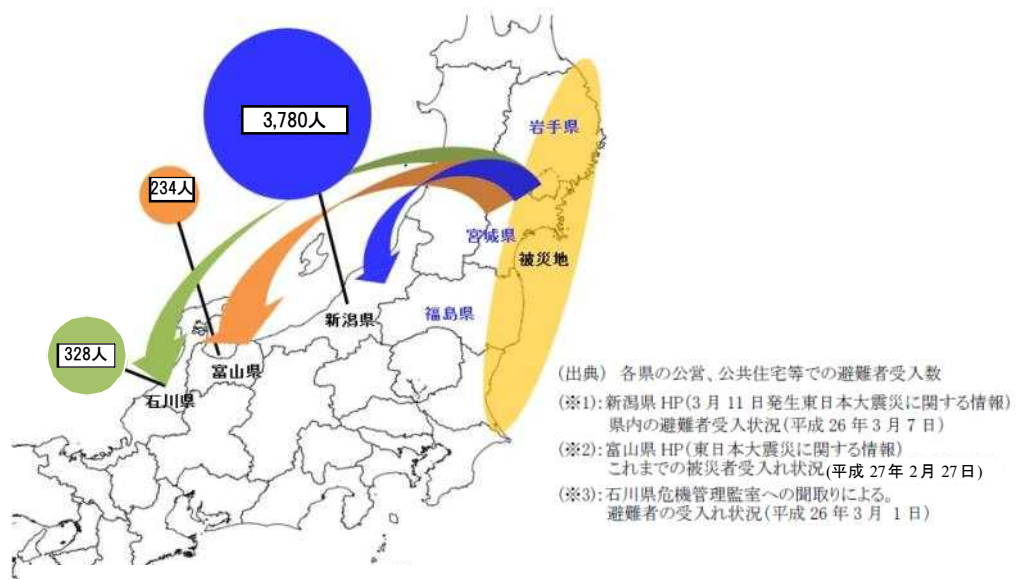 3,780人
岩手県
234人
宮城県
被災地
新潟県
福島県
328人
富山県
石川県
(出典) 各県の公営、公共住宅等での避難者受入数
(※1):新潟県HP(3月11日発生東日本大震災に関する情報)
県内の避難者受入状況(平成26年3月7日)
(※2):富山県HP(東日本大震災に関する情報)
これまでの被災者受入れ状況(平成27年2月27日)
(※3):石川県危機管理監室への聞取りによる。
避難者の受入れ状況(平成26年3月1日)